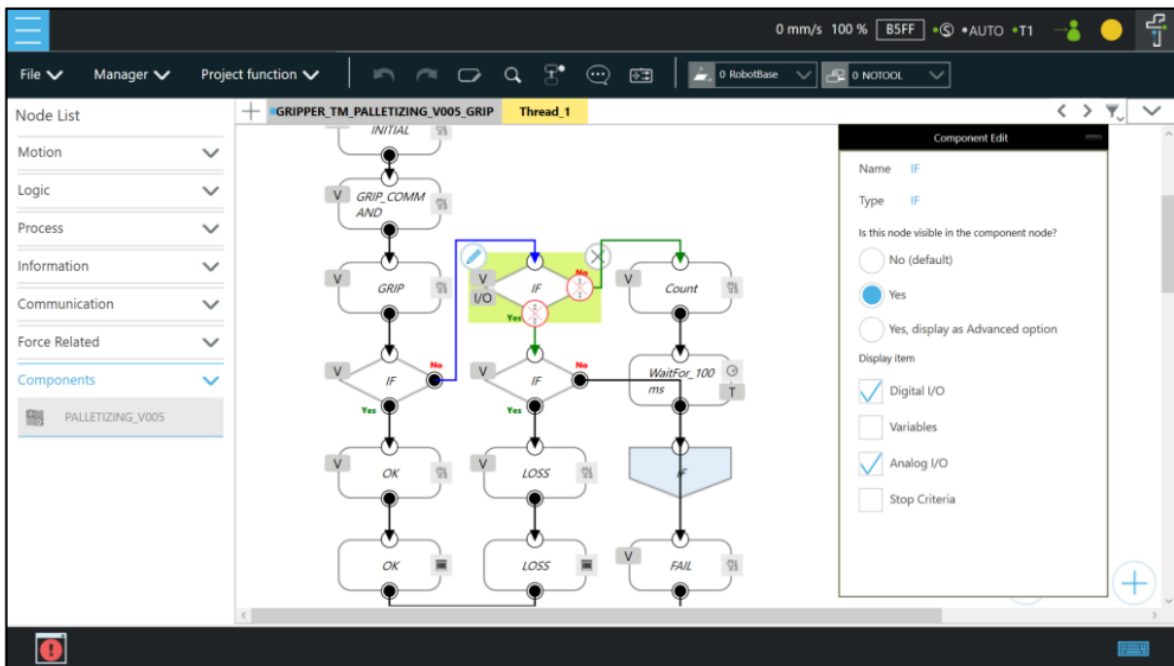 0 mm/s 100 % B5FF S AUTO T1
File Manager Project function 0 RobotBase 0 NOTOOL
Node List
Motion
Logic
Process
Information
Communication
Force Related
Components
PALLETIZING_V005
GRIPPER_TM_PALLETIZING_V005_GRIP Thread_1
INITIAL
V GRIP_COMM
AND
V GRIP
V I/O IF No Yes
V Count
V IF No Yes
V IF No Yes
WaitFor_100
ms T
V OK
V LOSS
IF
OK
LOSS
V FAIL
Component Edit
Name IF
Type IF
Is this node visible in the component node?
No (default)
Yes
Yes, display as Advanced option
Display item
Digital I/O
Variables
Analog I/O
Stop Criteria